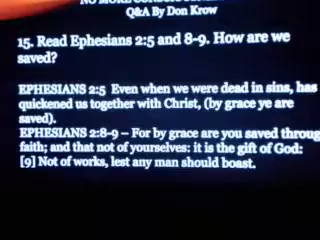 Q&A By Don Krow
15. Read Ephesians 2:5 and 8-9. How are we
saved?
EPHESIANS 2:5 Even when we were dead in sins, has
quickened us together with Christ, (by grace ye are
saved).
EPHESIANS 2:8-9 – For by grace are you saved throug
faith; and that not of yourselves: it is the gift of God:
[9] Not of works, lest any man should boast.